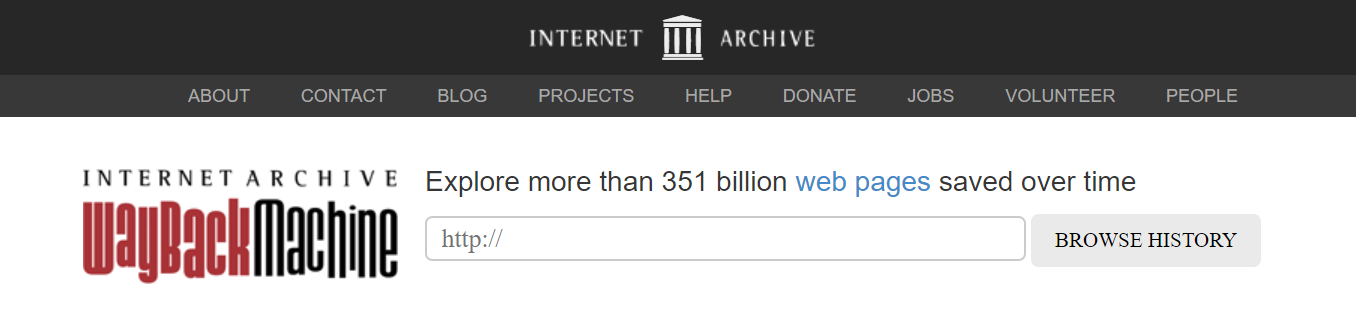 INTERNET ARCHIVE
ABOUT CONTACT BLOG PROJECTS HELP DONATE JOBS VOLUNTEER PEOPLE
INTERNET ARCHIVE
WayBackMachine
Explore more than 351 billion web pages saved over time
http://
BROWSE HISTORY